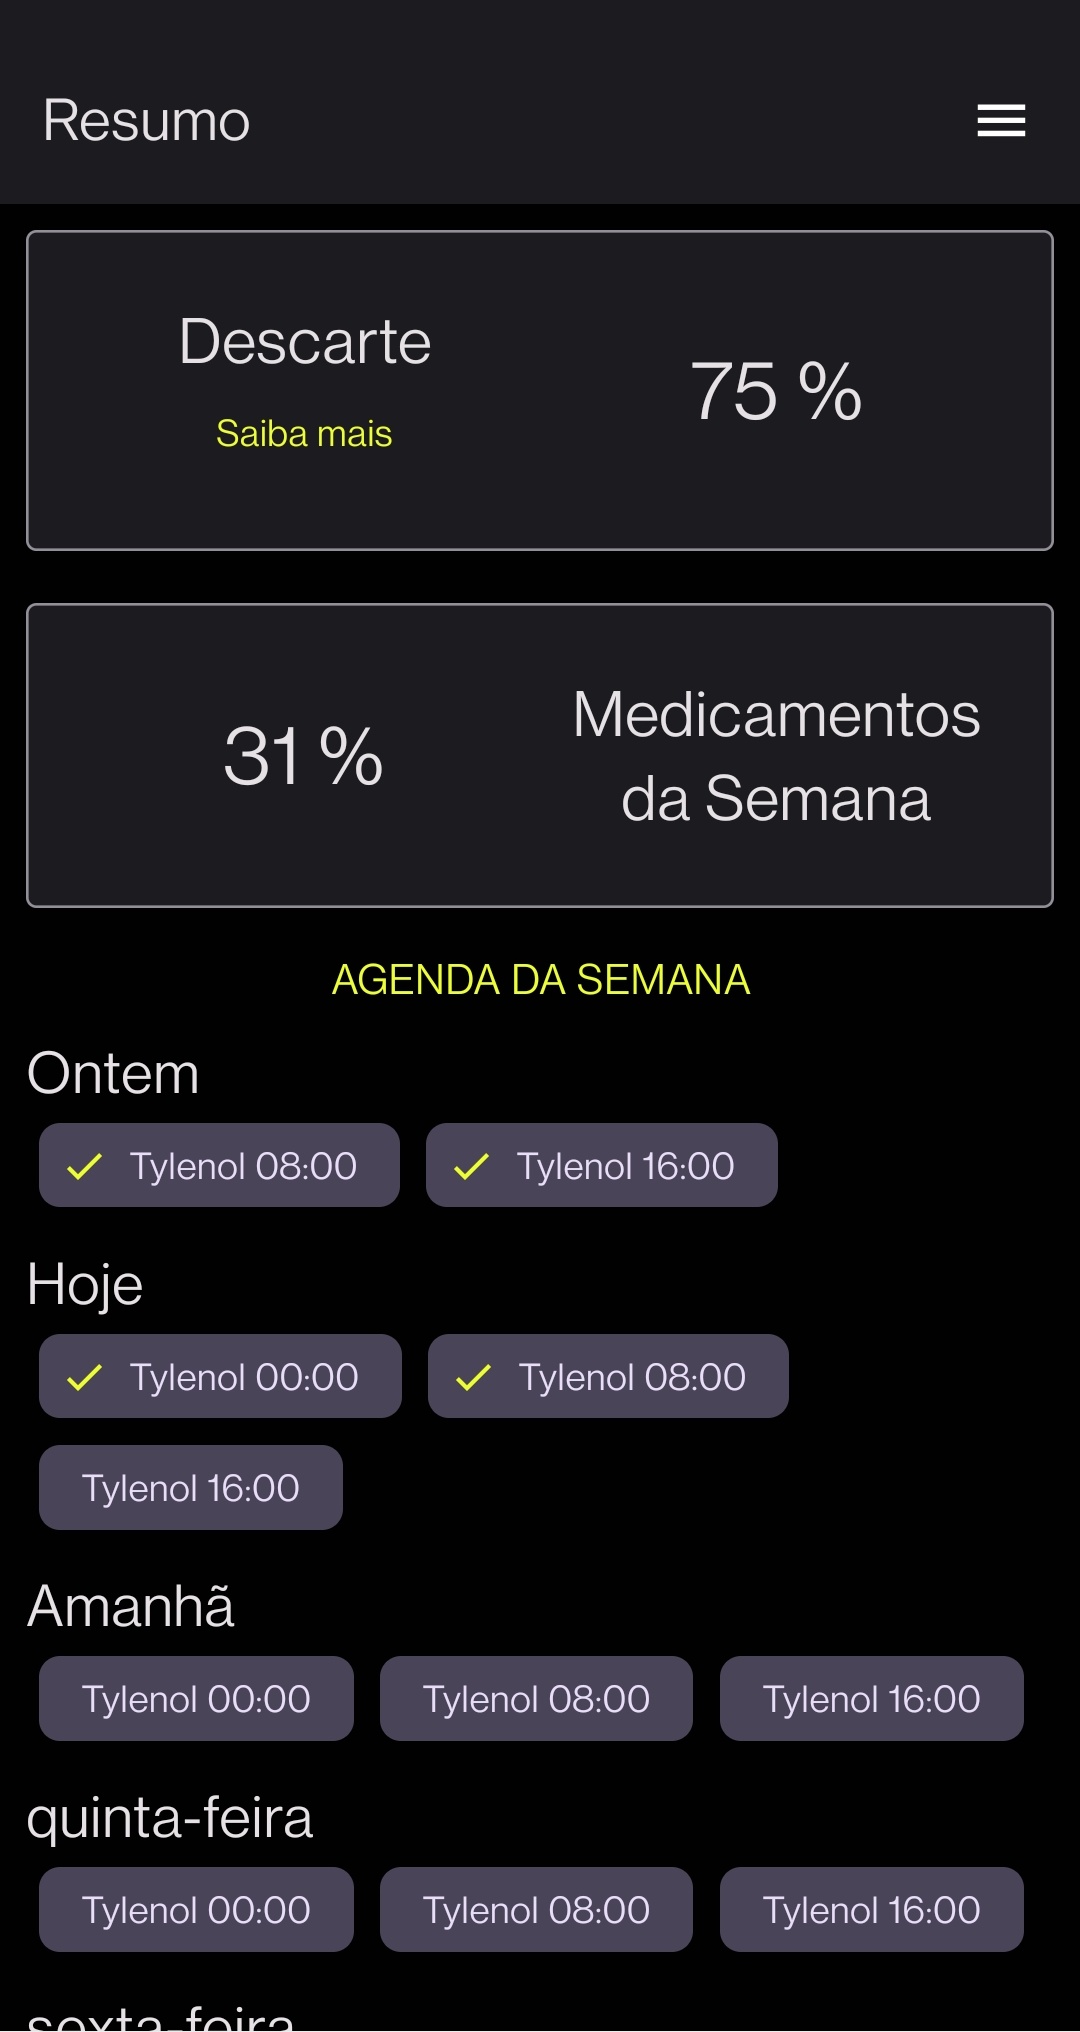 Resumo
Descarte
Saiba mais
75 %
31 %
Medicamentos
da Semana
AGENDA DA SEMANA
Ontem
Tylenol 08:00
Tylenol 16:00
Hoje
Tylenol 00:00
Tylenol 08:00
Tylenol 16:00
Amanhã
Tylenol 00:00
Tylenol 08:00
Tylenol 16:00
quinta-feira
Tylenol 00:00
Tylenol 08:00
Tylenol 16:00
sexta-feira